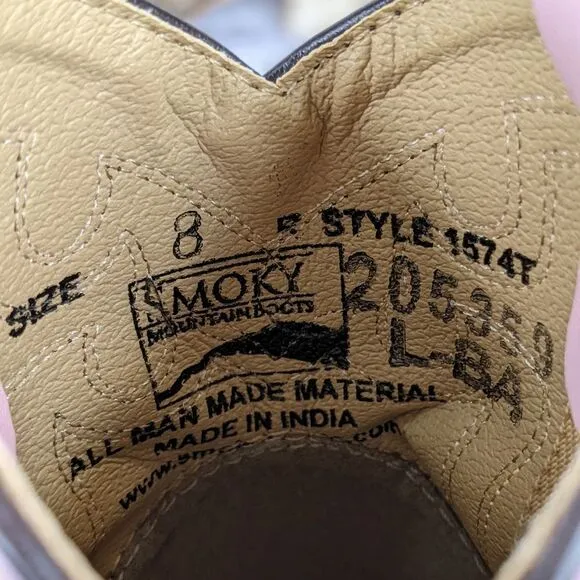 SIZE 8 STYLE 1574T
SMOKY
MOUNTAIN BOOTS
205359
L-BA
ALL MAN MADE MATERIAL
MADE IN INDIA